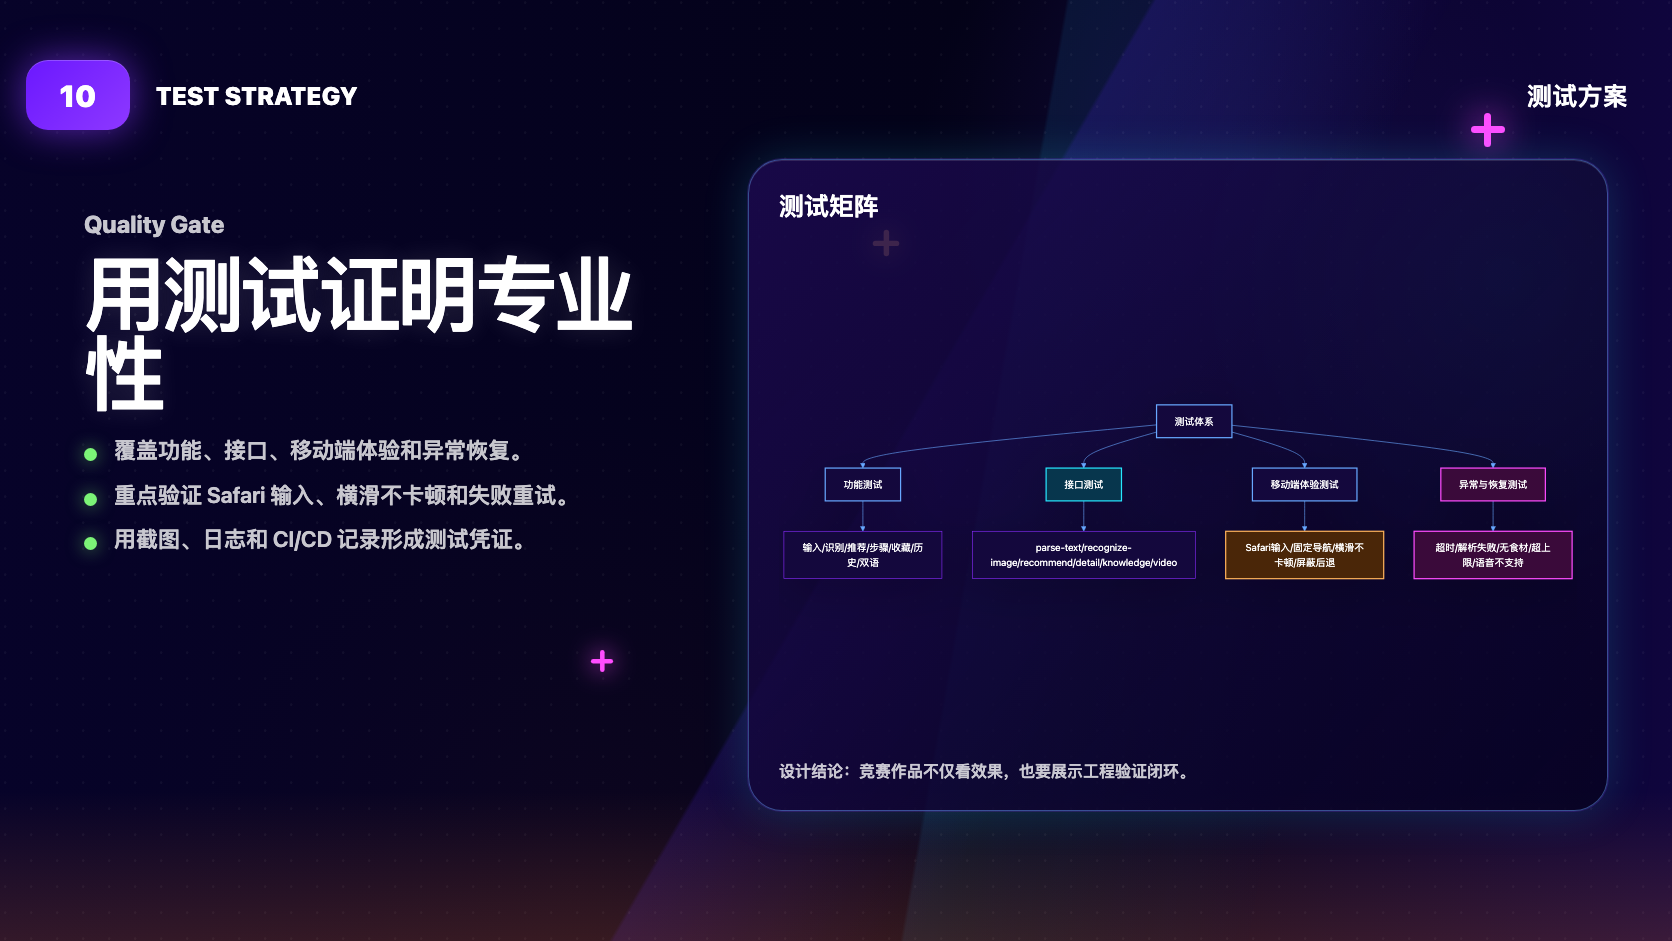 10
TEST STRATEGY
测试方案
Quality Gate
用测试证明专业
性
覆盖功能、接口、移动端体验和异常恢复。
重点验证 Safari 输入、横滑不卡顿和失败重试。
用截图、日志和 CI/CD 记录形成测试凭证。
测试矩阵
测试体系
功能测试
接口测试
移动端体验测试
异常与恢复测试
输入/识别/推荐/步骤/收藏/历
史/双语
parse-text/recognize-
image/recommend/detail/knowledge/video
Safari输入/固定导航/横滑不
卡顿/屏蔽后退
超时/解析失败/无食材/超上
限/语音不支持
设计结论：竞赛作品不仅看效果，也要展示工程验证闭环。